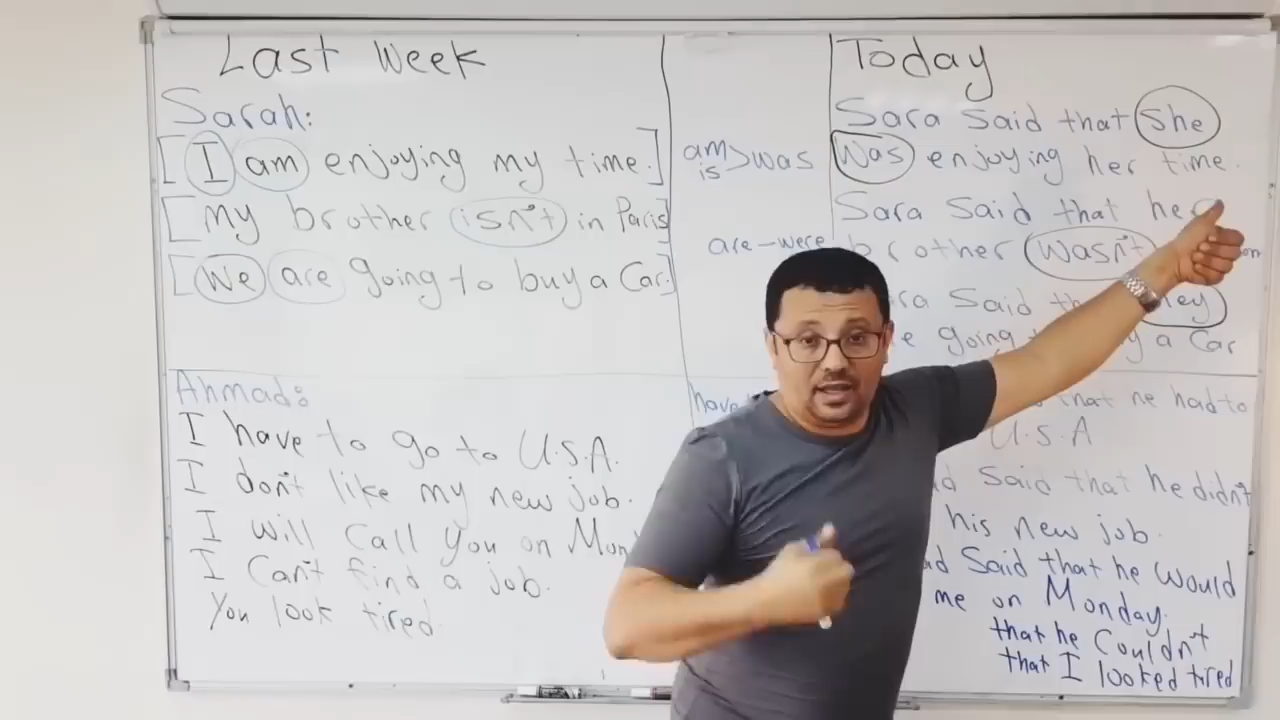 Last Week
Sarah:
[I am enjoying my time.]
[My brother isn't in Paris]
[We are going to buy a Car.]
Ahmad:
I have to go to U.S.A.
I don't like my new job.
I will Call you on
I Can't find a job.
You look tired
am
is >was
are-were
have
Today
Sara Said that she
was enjoying her time.
Sara Said that
brother wasn't
Said
going a Car
that he had to
U.S.A
Said that he didn't
his new job.
Said that he would
me on Monday.
that he Couldn't
that I looked tired